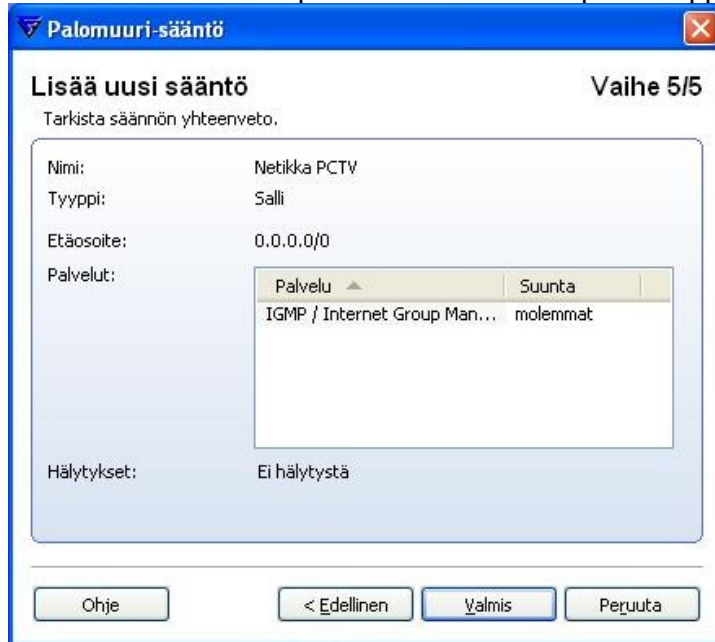 Palomuuri-sääntö
Lisää uusi sääntö
Vaihe 5/5
Tarkista säännön yhteenveto.
Nimi: Netikka PCTV
Tyyppi: Salli
Etäosoite: 0.0.0.0/0
Palvelut:
Palvelu Suunta
IGMP / Internet Group Man... molemmat
Hälytykset: Ei hälytystä
Ohje < Edellinen Valmis Peruuta